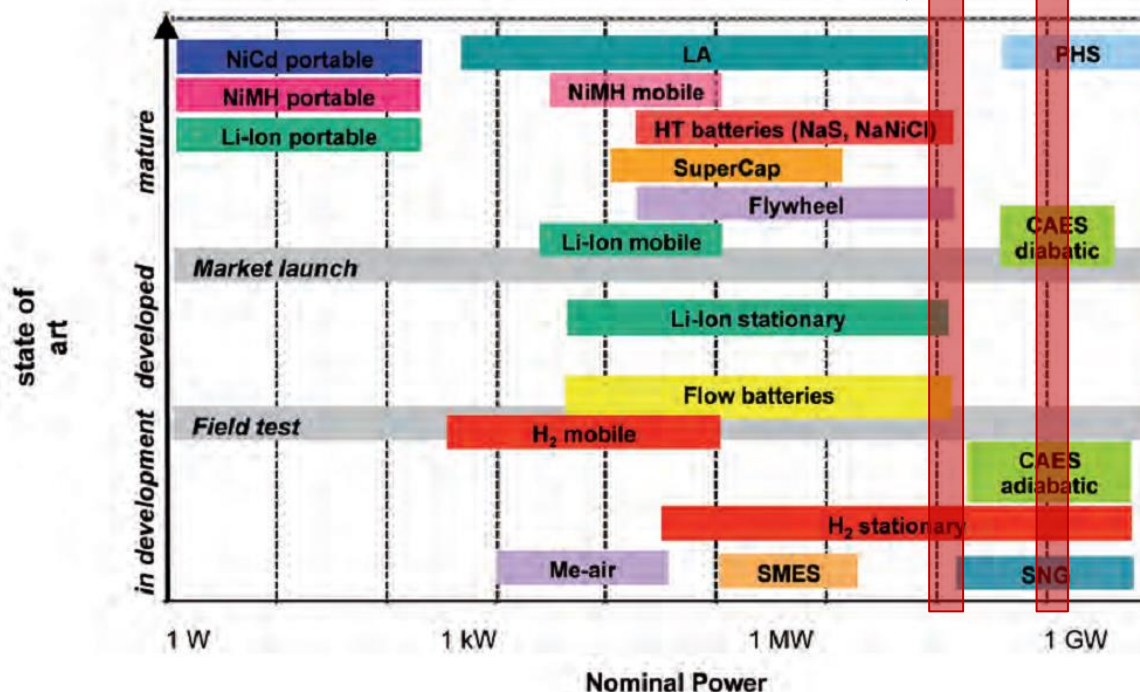 NiCd portable
LA
PHS
NiMH portable
NiMH mobile
Li-Ion portable
HT batteries (NaS, NaNiCl)
SuperCap
Flywheel
CAES
diabatic
Li-Ion mobile
Market launch
Li-Ion stationary
Flow batteries
Field test
H₂ mobile
CAES
adiabatic
H₂ stationary
Me-air
SMES
SNG
mature
developed
in development
state of
art
1 W
1 kW
1 MW
1 GW
Nominal Power